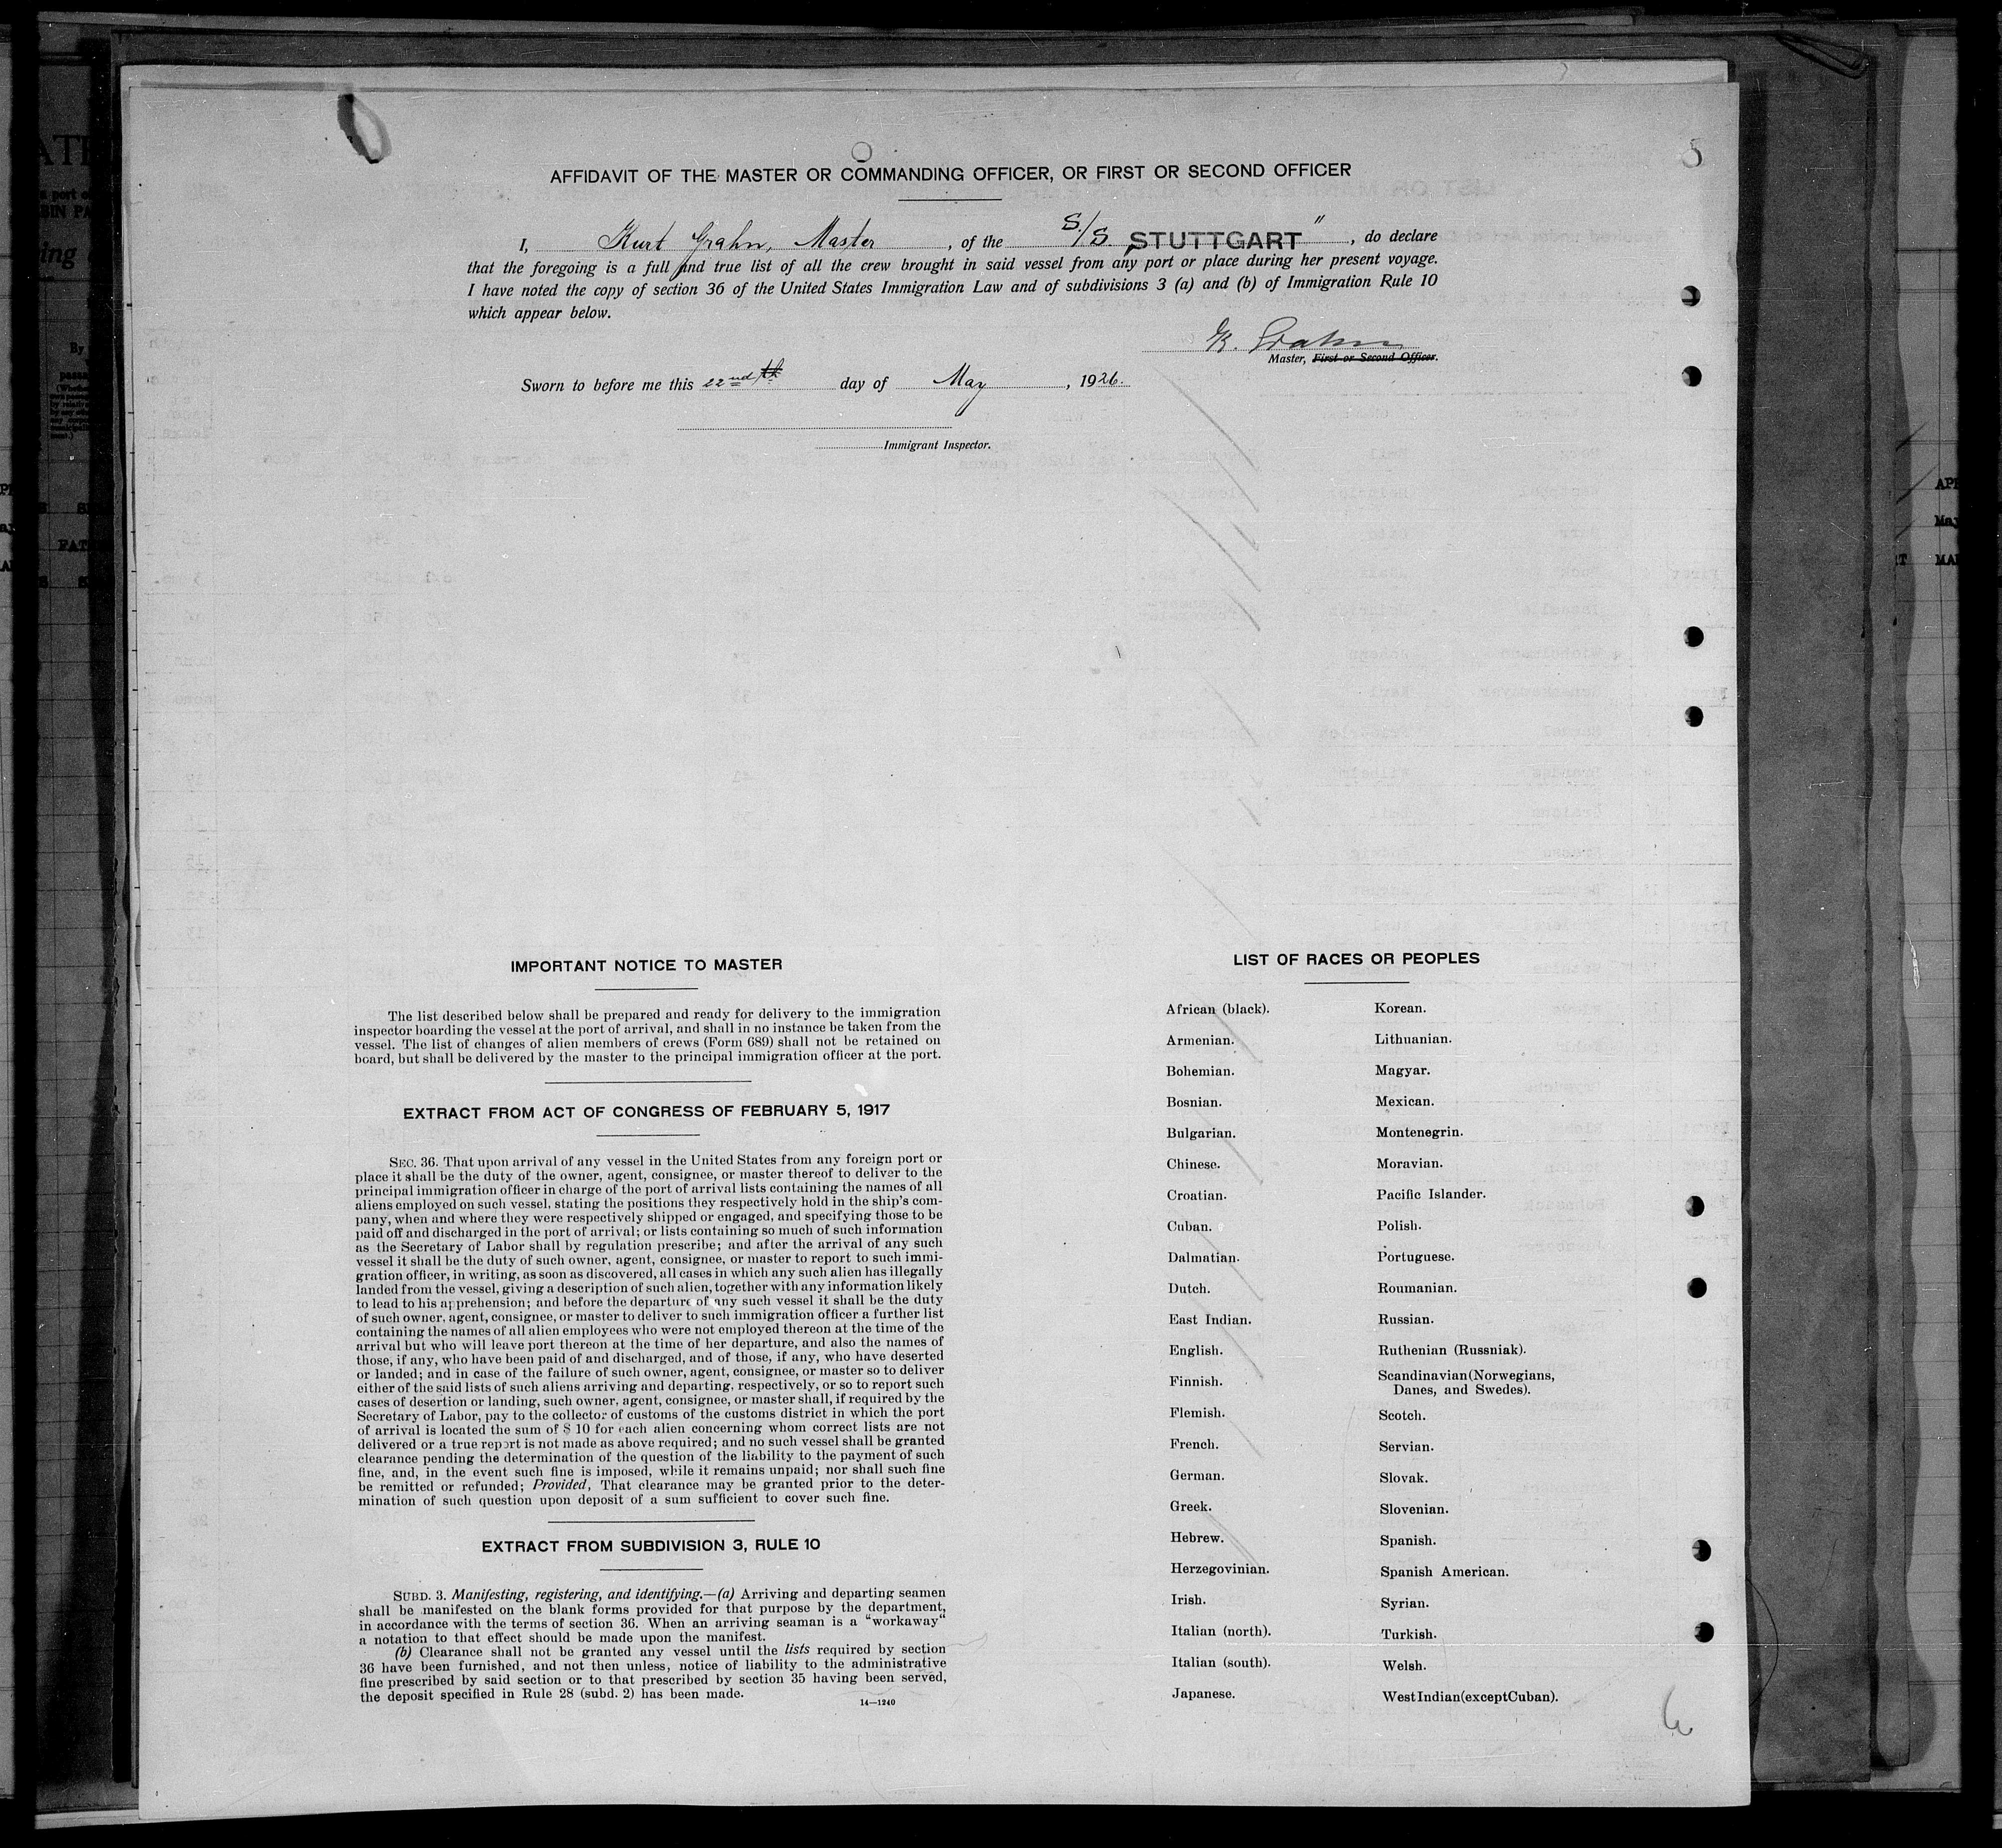 5
AFFIDAVIT OF THE MASTER OR COMMANDING OFFICER, OR FIRST OR SECOND OFFICER
I, Kurt Grahn, Master, of the S/S. STUTTGART", do declare
that the foregoing is a full and true list of all the crew brought in said vessel from any port or place during her present voyage.
I have noted the copy of section 36 of the United States Immigration Law and of subdivisions 3 (a) and (b) of Immigration Rule 10
which appear below.
K. Grahn
Master, First or Second Officer.
Sworn to before me this 22nd th day of May, 1926.
Immigrant Inspector.
IMPORTANT NOTICE TO MASTER
The list described below shall be prepared and ready for delivery to the immigration
inspector boarding the vessel at the port of arrival, and shall in no instance be taken from the
vessel. The list of changes of alien members of crews (Form 689) shall not be retained on
board, but shall be delivered by the master to the principal immigration officer at the port.
EXTRACT FROM ACT OF CONGRESS OF FEBRUARY 5, 1917
SEC. 36. That upon arrival of any vessel in the United States from any foreign port or
place it shall be the duty of the owner, agent, consignee, or master thereof to deliver to the
principal immigration officer in charge of the port of arrival lists containing the names of all
aliens employed on such vessel, stating the positions they respectively hold in the ship's com-
pany, when and where they were respectively shipped or engaged, and specifying those to be
paid off and discharged in the port of arrival; or lists containing so much of such information
as the Secretary of Labor shall by regulation prescribe; and after the arrival of any such
vessel it shall be the duty of such owner, agent, consignee, or master to report to such immi-
gration officer, in writing, as soon as discovered, all cases in which any such alien has illegally
landed from the vessel, giving a description of such alien, together with any information likely
to lead to his apprehension; and before the departure of any such vessel it shall be the duty
of such owner, agent, consignee, or master to deliver to such immigration officer a further list
containing the names of all alien employees who were not employed thereon at the time of the
arrival but who will leave port thereon at the time of her departure, and also the names of
those, if any, who have been paid of and discharged, and of those, if any, who have deserted
or landed; and in case of the failure of such owner, agent, consignee, or master so to deliver
either of the said lists of such aliens arriving and departing, respectively, or so to report such
cases of desertion or landing, such owner, agent, consignee, or master shall, if required by the
Secretary of Labor, pay to the collector of customs of the customs district in which the port
of arrival is located the sum of $ 10 for each alien concerning whom correct lists are not
delivered or a true report is not made as above required; and no such vessel shall be granted
clearance pending the determination of the question of the liability to the payment of such
fine, and, in the event such fine is imposed, while it remains unpaid; nor shall such fine
be remitted or refunded; Provided, That clearance may be granted prior to the deter-
mination of such question upon deposit of a sum sufficient to cover such fine.
EXTRACT FROM SUBDIVISION 3, RULE 10
SUBD. 3. Manifesting, registering, and identifying.—(a) Arriving and departing seamen
shall be manifested on the blank forms provided for that purpose by the department,
in accordance with the terms of section 36. When an arriving seaman is a "workaway"
a notation to that effect should be made upon the manifest.
(b) Clearance shall not be granted any vessel until the lists required by section
36 have been furnished, and not then unless, notice of liability to the administrative
fine prescribed by said section or to that prescribed by section 35 having been served,
the deposit specified in Rule 28 (subd. 2) has been made.
14—1240
LIST OF RACES OR PEOPLES
African (black).
Armenian.
Bohemian.
Bosnian.
Bulgarian.
Chinese.
Croatian.
Cuban.
Dalmatian.
Dutch.
East Indian.
English.
Finnish.
Flemish.
French.
German.
Greek.
Hebrew.
Herzegovinian.
Irish.
Italian (north).
Italian (south).
Japanese.
Korean.
Lithuanian.
Magyar.
Mexican.
Montenegrin.
Moravian.
Pacific Islander.
Polish.
Portuguese.
Roumanian.
Russian.
Ruthenian (Russniak).
Scandinavian (Norwegians,
Danes, and Swedes).
Scotch.
Servian.
Slovak.
Slovenian.
Spanish.
Spanish American.
Syrian.
Turkish.
Welsh.
West Indian (except Cuban).
6